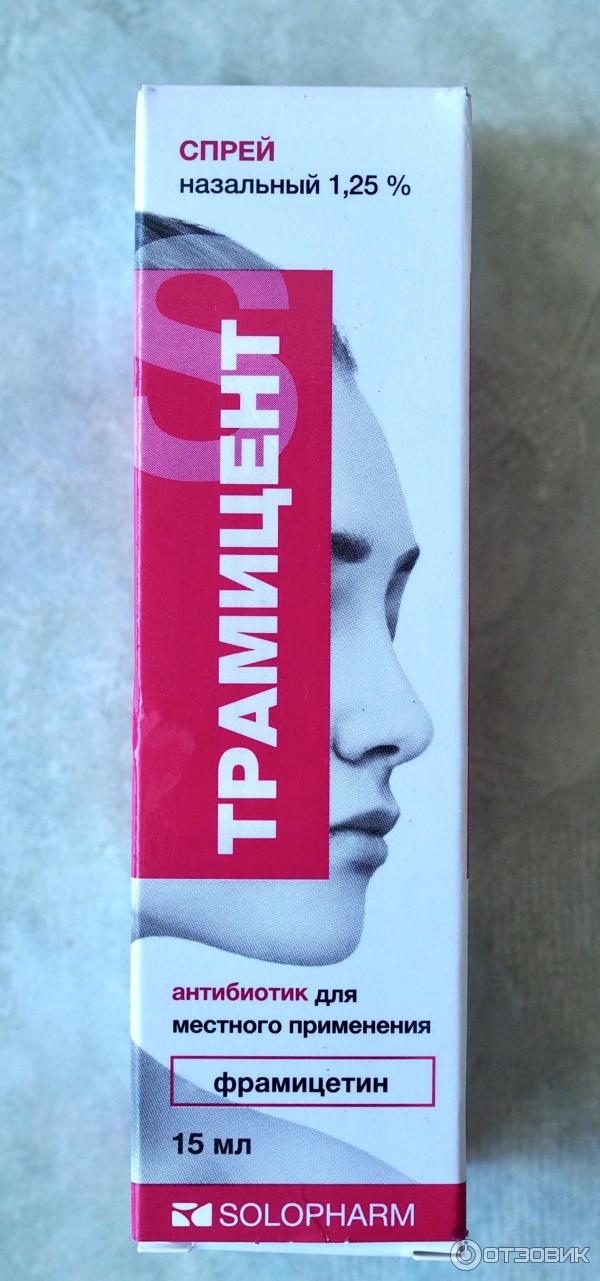 СПРЕЙ
назальный 1,25 %
S
ТРАМИЦЕНТ
антибиотик для
местного применения
фрамицетин
15 мл
SOLOPHARM
ОТЗОВИК